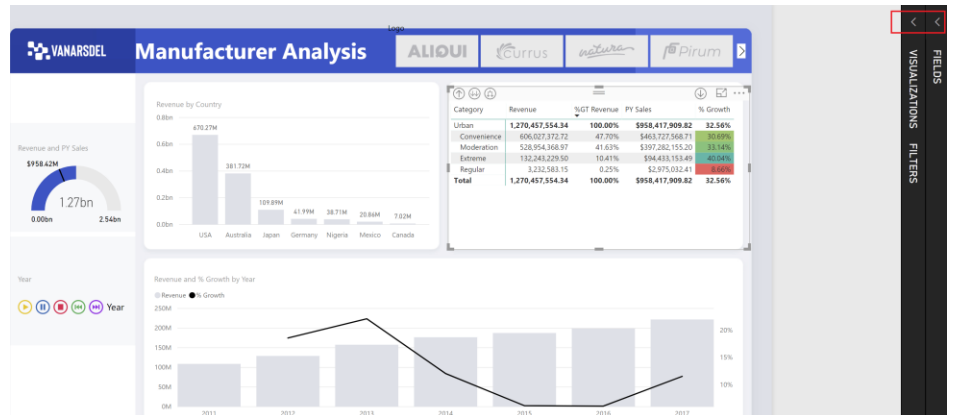 Logo
VANARSDEL
Manufacturer Analysis
ALIQUI
currus
natura
Pirum
VISUALIZATIONS
FILTERS
FIELDS
Revenue and PY Sales
$958.42M
1.27bn
0.00bn 2.54bn
Year
Year
Revenue by Country
0.8bn
0.6bn
0.4bn
0.2bn
0.0bn
670.27M
381.72M
109.89M
41.99M
38.71M
20.86M
7.02M
USA Australia Japan Germany Nigeria Mexico Canada
Category Revenue %GT Revenue PY Sales % Growth
Urban 1,270,457,554.34 100.00% $958,417,909.82 32.56%
Convenience 606,027,372.72 47.70% $463,727,568.71 30.69%
Moderation 528,954,368.97 41.63% $397,282,155.20 33.14%
Extreme 132,243,229.50 10.41% $94,433,153.49 40.04%
Regular 3,232,583.15 0.25% $2,975,032.41 8.66%
Total 1,270,457,554.34 100.00% $958,417,909.82 32.56%
Revenue and % Growth by Year
Revenue % Growth
250M
200M
150M
100M
50M
0M
20%
15%
10%
2011 2012 2013 2014 2015 2016 2017